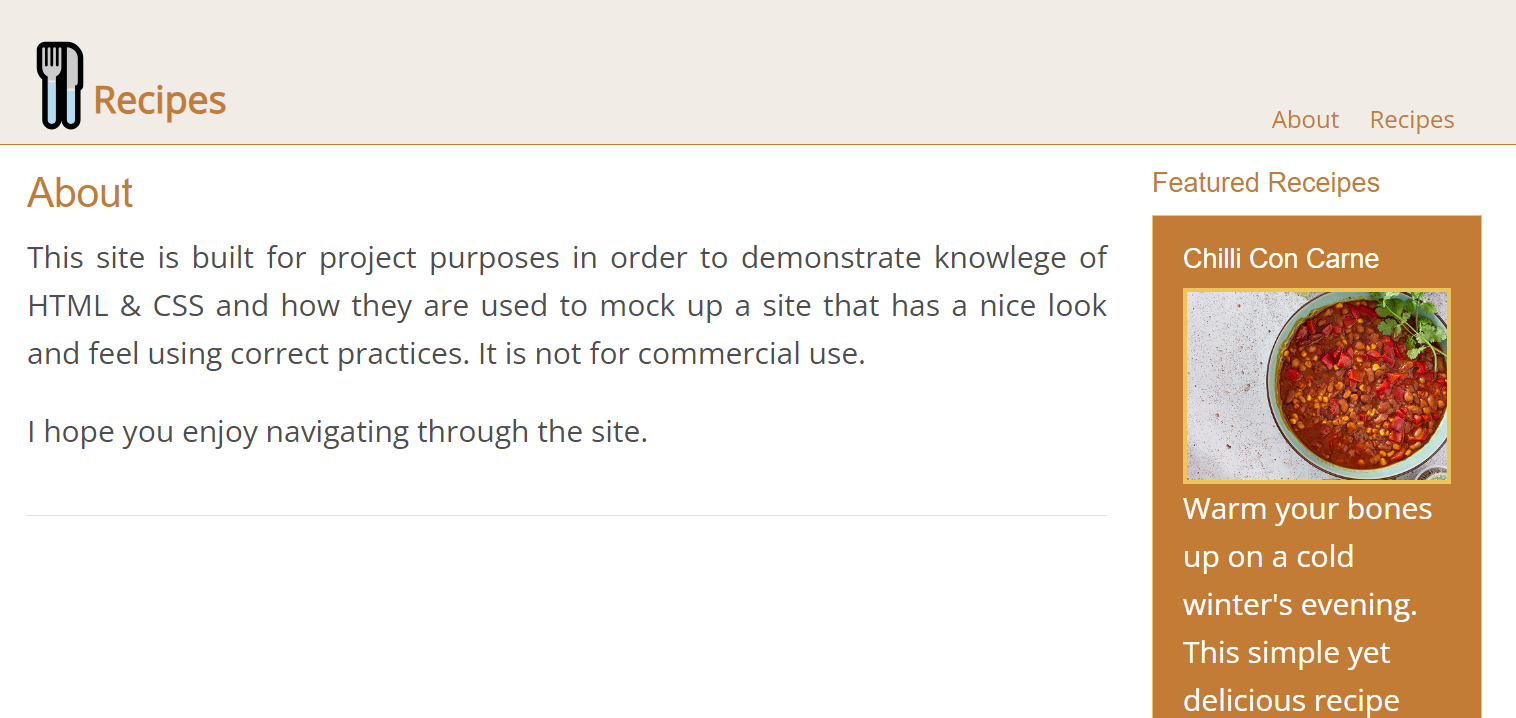 Recipes
About Recipes
About
This site is built for project purposes in order to demonstrate knowlege of
HTML & CSS and how they are used to mock up a site that has a nice look
and feel using correct practices. It is not for commercial use.
I hope you enjoy navigating through the site.
Featured Receipes
Chilli Con Carne
Warm your bones
up on a cold
winter's evening.
This simple yet
delicious recipe